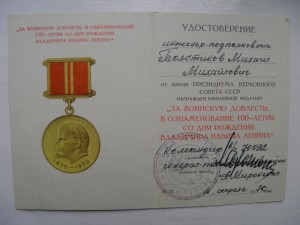 "ЗА ВОИНСКУЮ ДОБЛЕСТЬ
В ОЗНАМЕНОВАНИЕ
100-ЛЕТИЯ СО ДНЯ РОЖДЕНИЯ
ВЛАДИМИРА ИЛЬИЧА ЛЕНИНА"
1870-1970
УДОСТОВЕРЕНИЕ
инженер-подполковник
Толстиков Михаил
Михайлович
от имени ПРЕЗИДИУМА ВЕРХОВНОГО
СОВЕТА СССР
НАГРАЖДЕН ЮБИЛЕЙНОЙ МЕДАЛЬЮ
"ЗА ВОИНСКУЮ ДОБЛЕСТЬ.
В ОЗНАМЕНОВАНИЕ 100-ЛЕТИЯ
СО ДНЯ РОЖДЕНИЯ
ВЛАДИМИРА ИЛЬИЧА ЛЕНИНА"
Командир в/ч
генерал-